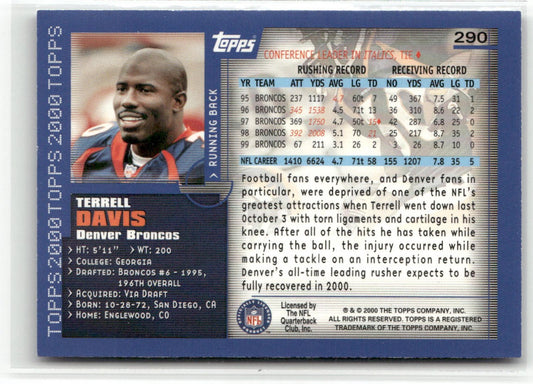 TOPPS 2000 TOPPS 2000 TOPPS
RUNNING BACK
TERRELL
DAVIS
Denver Broncos
> HT: 5'11" > WT: 200
> COLLEGE: GEORGIA
> DRAFTED: BRONCOS #6 - 1995,
196TH OVERALL
> ACQUIRED: VIA DRAFT
> BORN: 10-28-72, SAN DIEGO, CA
> HOME: ENGLEWOOD, CO
Topps
290
CONFERENCE LEADER IN ITALICS, TIE ♦
RUSHING RECORD RECEIVING RECORD
YR TEAM ATT YDS AVG LG TD NO YDS AVG LG TD
95 BRONCOS 237 1117 4.7 60t 7 49 367 7.5 31 1
96 BRONCOS 345 1538 4.5 71t 13 36 310 8.6 22 2
97 BRONCOS 369 1750 4.7 50t 15♦ 42 287 6.8 25 0
98 BRONCOS 392 2008 5.1 70 21 25 217 8.7 35 2
99 BRONCOS 67 211 3.1 26 2 3 26 8.7 11 0
NFL CAREER 1410 6624 4.7 71t 58 155 1207 7.8 35 5
Football fans everywhere, and Denver fans in
particular, were deprived of one of the NFL's
greatest attractions when Terrell went down last
October 3 with torn ligaments and cartilage in his
knee. After all of the hits he has taken while
carrying the ball, the injury occurred while
making a tackle on an interception return.
Denver's all-time leading rusher expects to be
fully recovered in 2000.
NFL
Licensed by
The NFL
Quarterback
Club, Inc.
® & © 2000 THE TOPPS COMPANY, INC.
ALL RIGHTS RESERVED. TOPPS IS A REGISTERED
TRADEMARK OF THE TOPPS COMPANY, INC.